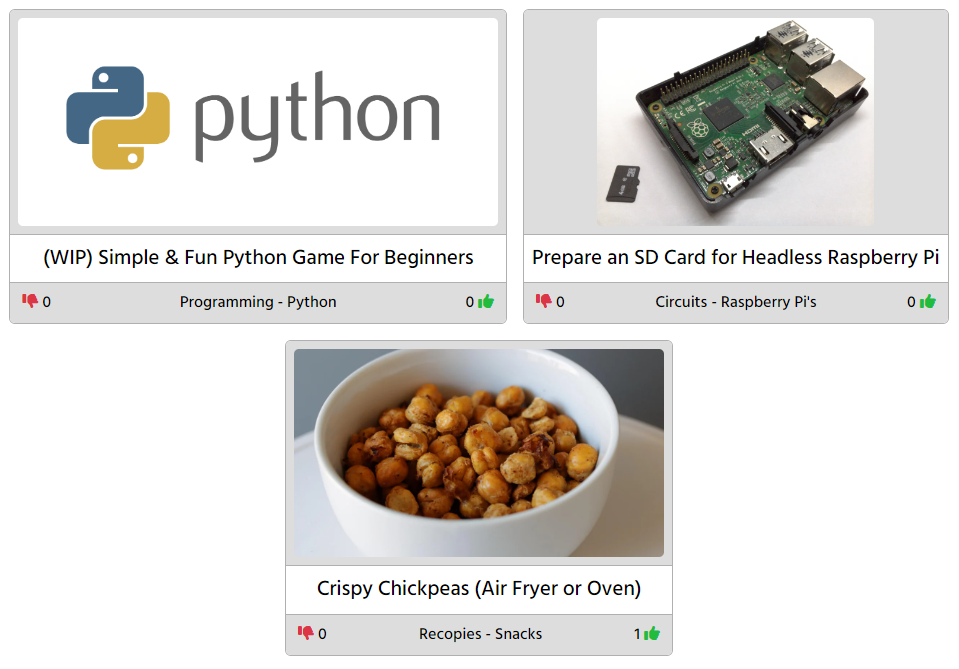 python
(WIP) Simple & Fun Python Game For Beginners
0 Programming - Python 0
Prepare an SD Card for Headless Raspberry Pi
0 Circuits - Raspberry Pi's 0
Crispy Chickpeas (Air Fryer or Oven)
0 Recopies - Snacks 1